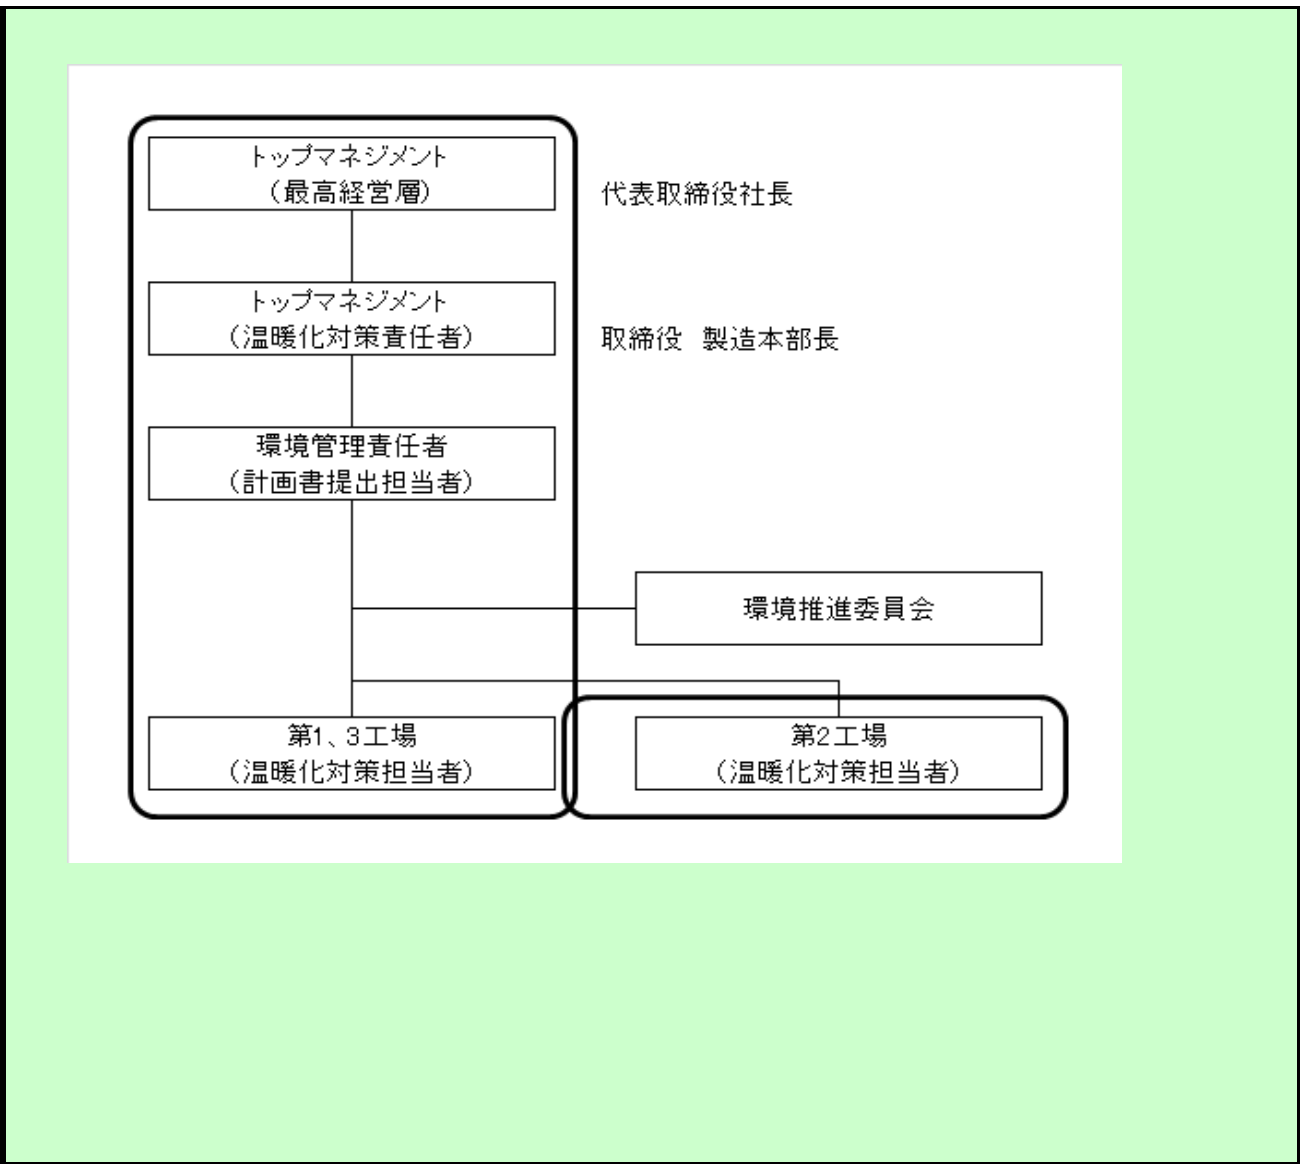 トップマネジメント
（最高経営層）
代表取締役社長
トップマネジメント
（温暖化対策責任者）
取締役　製造本部長
環境管理責任者
（計画書提出担当者）
環境推進委員会
第1、3工場
（温暖化対策担当者）
第2工場
（温暖化対策担当者）